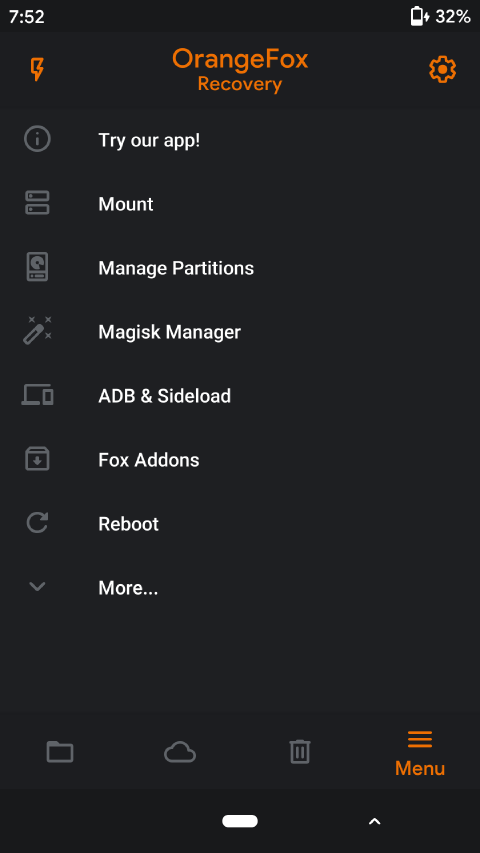 7:52
32%
OrangeFox
Recovery
Try our app!
Mount
Manage Partitions
Magisk Manager
ADB & Sideload
Fox Addons
Reboot
More...
Menu